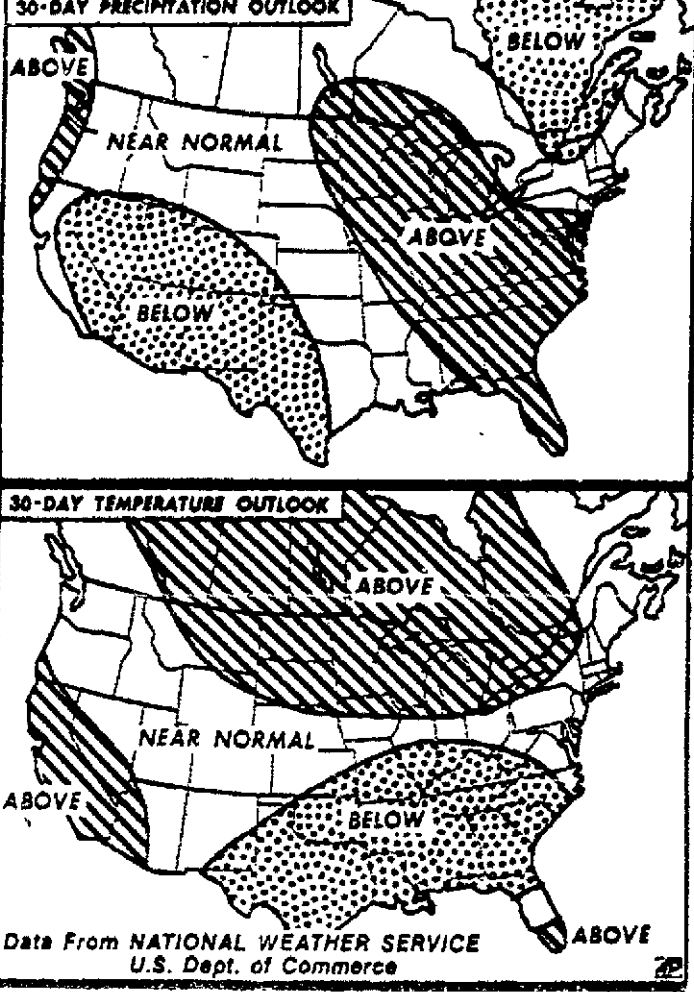 30-DAY PRECIPITATION OUTLOOK
BELOW
ABOVE
NEAR NORMAL
ABOVE
BELOW
30-DAY TEMPERATURE OUTLOOK
ABOVE
NEAR NORMAL
ABOVE
BELOW
ABOVE
Data From NATIONAL WEATHER SERVICE
U.S. Dept. of Commerce
AP